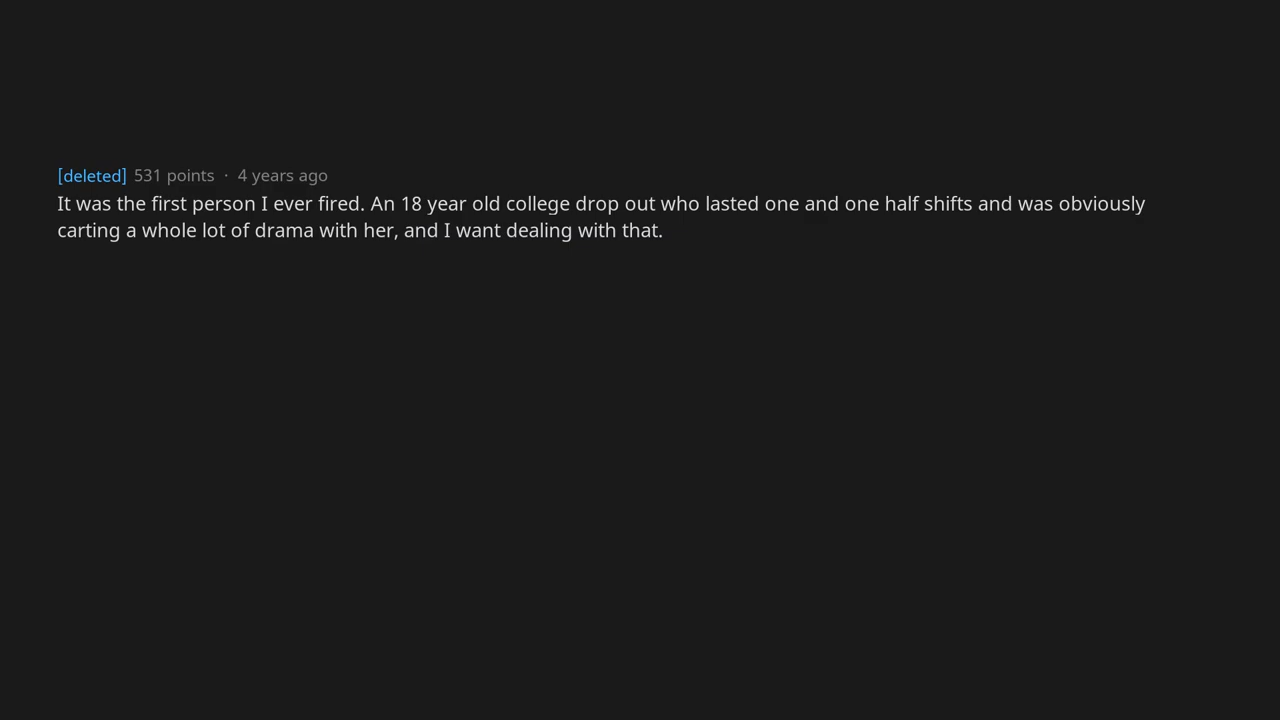 [deleted] 531 points · 4 years ago
It was the first person I ever fired. An 18 year old college drop out who lasted one and one half shifts and was obviously
carting a whole lot of drama with her, and I want dealing with that.